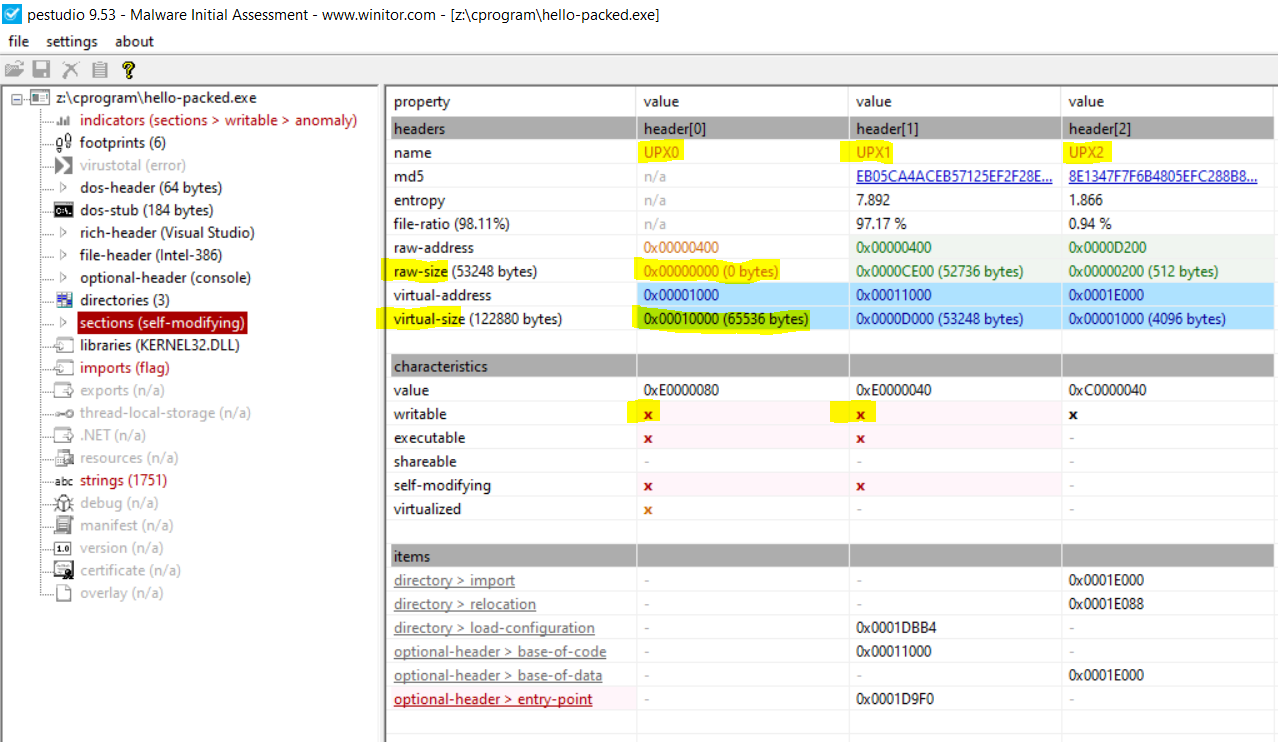 pestudio 9.53 - Malware Initial Assessment - www.winitor.com - [z:\cprogram\hello-packed.exe]
file settings about
z:\cprogram\hello-packed.exe
indicators (sections > writable > anomaly)
footprints (6)
virustotal (error)
dos-header (64 bytes)
dos-stub (184 bytes)
rich-header (Visual Studio)
file-header (Intel-386)
optional-header (console)
directories (3)
sections (self-modifying)
libraries (KERNEL32.DLL)
imports (flag)
exports (n/a)
thread-local-storage (n/a)
.NET (n/a)
resources (n/a)
abc strings (1751)
debug (n/a)
manifest (n/a)
1.0 version (n/a)
certificate (n/a)
overlay (n/a)
property value value value
headers header[0] header[1] header[2]
name UPX0 UPX1 UPX2
md5 n/a EB05CA4ACEB57125EF2F28E... 8E1347F7F6B4805EFC288B8...
entropy n/a 7.892 1.866
file-ratio (98.11%) n/a 97.17 % 0.94 %
raw-address 0x00000400 0x00000400 0x0000D200
raw-size (53248 bytes) 0x00000000 (0 bytes) 0x0000CE00 (52736 bytes) 0x00000200 (512 bytes)
virtual-address 0x00001000 0x00011000 0x0001E000
virtual-size (122880 bytes) 0x00010000 (65536 bytes) 0x0000D000 (53248 bytes) 0x00001000 (4096 bytes)
characteristics
value 0xE0000080 0xE0000040 0xC0000040
writable x x x
executable x x -
shareable - - -
self-modifying x x -
virtualized x - -
items
directory > import - - 0x0001E000
directory > relocation - - 0x0001E088
directory > load-configuration - 0x0001DBB4 -
optional-header > base-of-code - 0x00011000 -
optional-header > base-of-data - - 0x0001E000
optional-header > entry-point - 0x0001D9F0 -